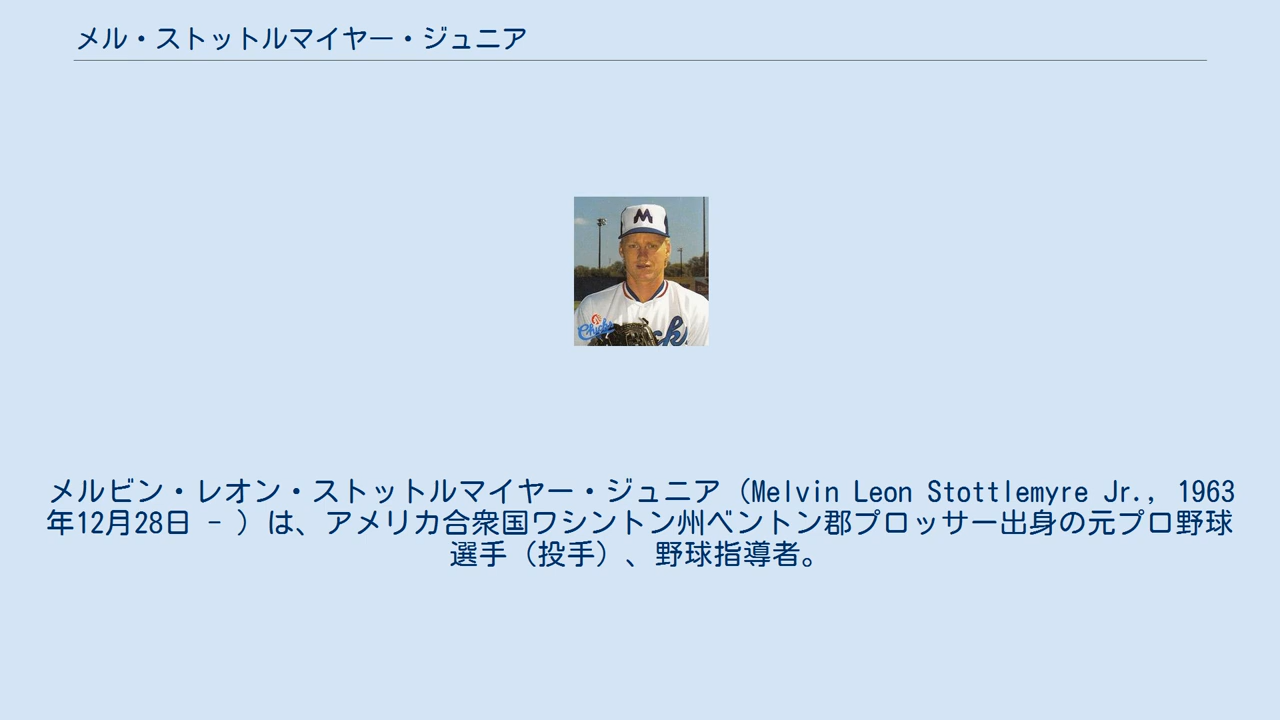 メル・ストットルマイヤー・ジュニア
M
Chicks
ck
メルビン・レオン・ストットルマイヤー・ジュニア（Melvin Leon Stottlemyre Jr., 1963
年12月28日 - ）は、アメリカ合衆国ワシントン州ベントン郡プロッサー出身の元プロ野球
選手（投手）、野球指導者。